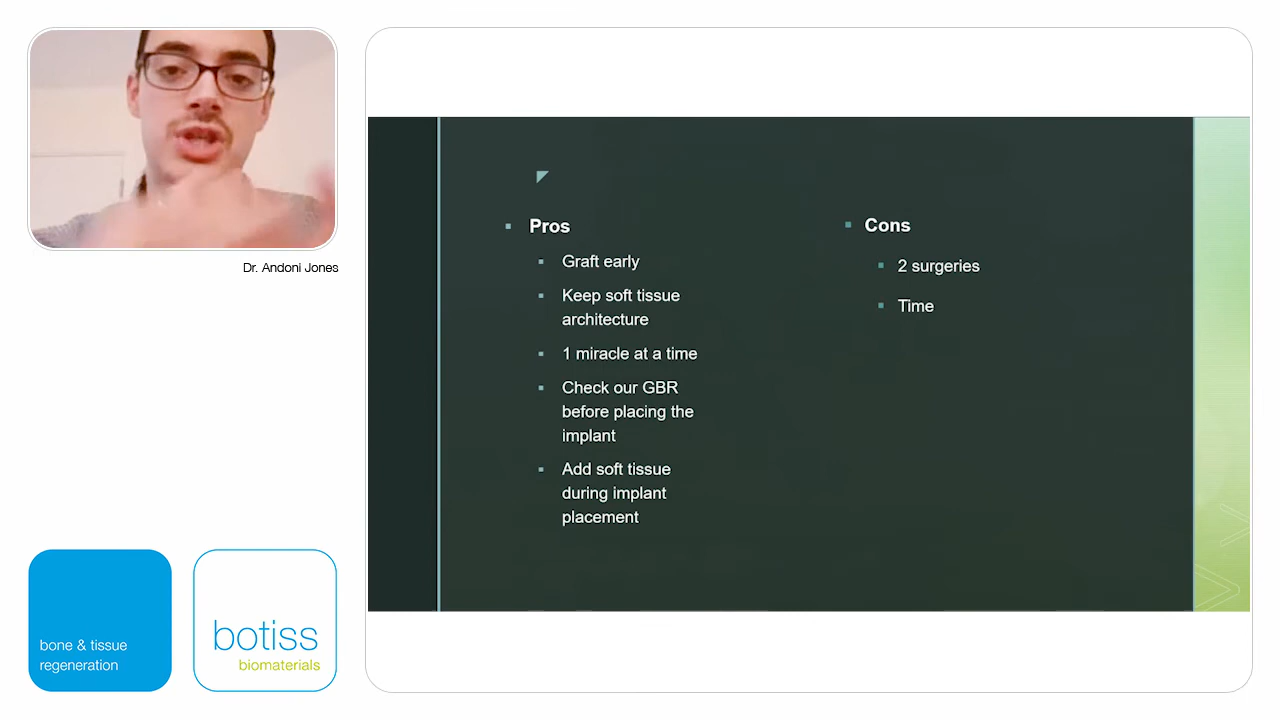 Dr. Andoni Jones
Pros
Graft early
Keep soft tissue
architecture
1 miracle at a time
Check our GBR
before placing the
implant
Add soft tissue
during implant
placement
Cons
2 surgeries
Time
bone & tissue
regeneration
botiss
biomaterials